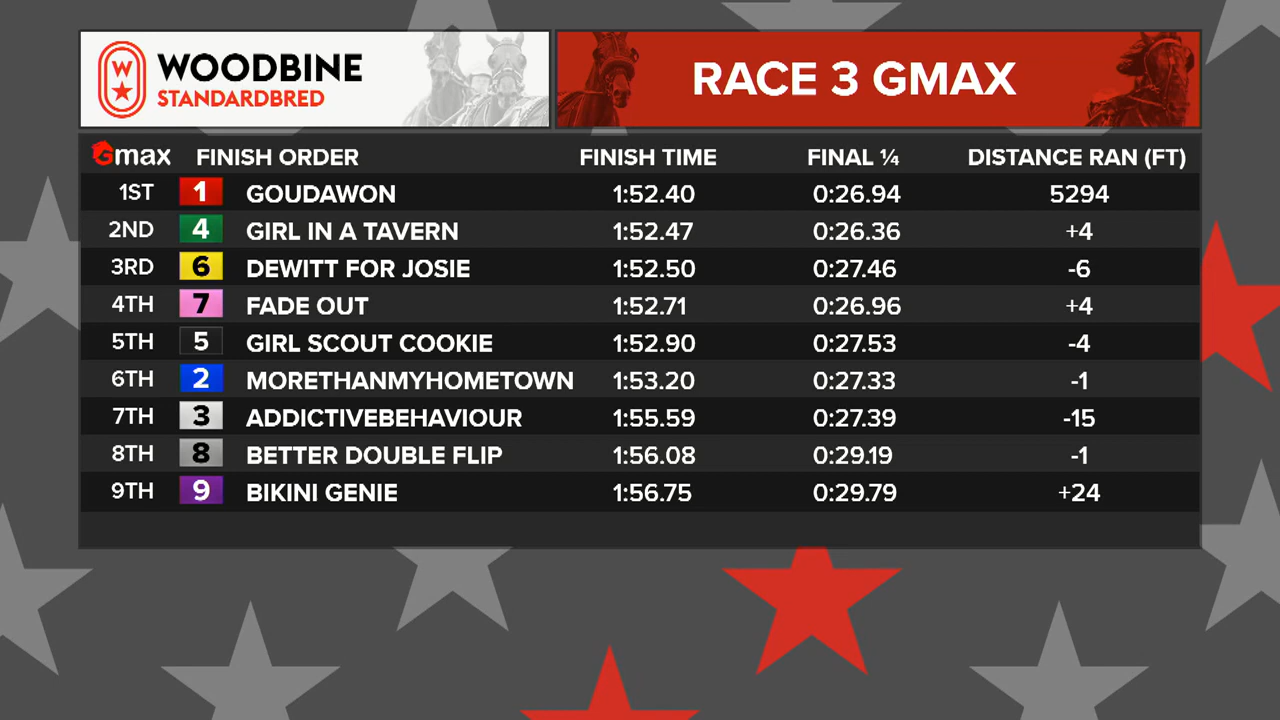 W
WOODBINE
STANDARDBRED
RACE 3 GMAX
Gmax FINISH ORDER FINISH TIME FINAL ¼ DISTANCE RAN (FT)
1ST 1 GOUDAWON 1:52.40 0:26.94 5294
2ND 4 GIRL IN A TAVERN 1:52.47 0:26.36 +4
3RD 6 DEWITT FOR JOSIE 1:52.50 0:27.46 -6
4TH 7 FADE OUT 1:52.71 0:26.96 +4
5TH 5 GIRL SCOUT COOKIE 1:52.90 0:27.53 -4
6TH 2 MORETHANMYHOMETOWN 1:53.20 0:27.33 -1
7TH 3 ADDICTIVEBEHAVIOUR 1:55.59 0:27.39 -15
8TH 8 BETTER DOUBLE FLIP 1:56.08 0:29.19 -1
9TH 9 BIKINI GENIE 1:56.75 0:29.79 +24